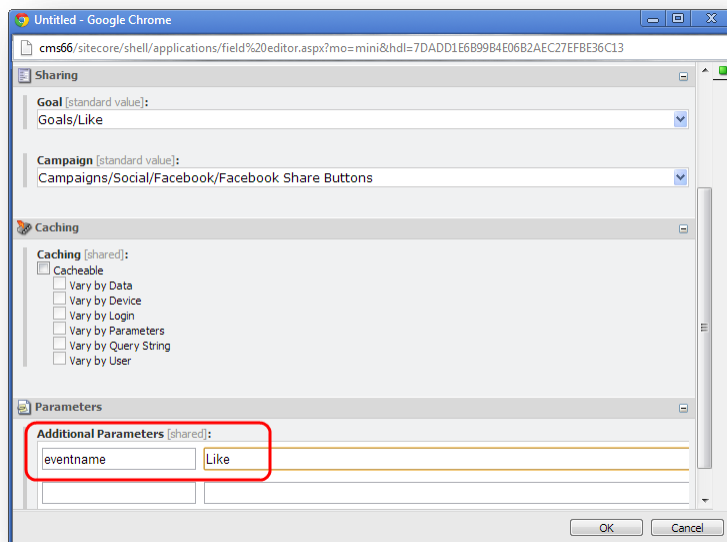 Untitled - Google Chrome
cms66/sitecore/shell/applications/field%20editor.aspx?mo=mini&hdl=7DADD1E6B99B4E06B2AEC27EFBE36C13
Sharing
Goal [standard value]:
Goals/Like
Campaign [standard value]:
Campaigns/Social/Facebook/Facebook Share Buttons
Caching
Caching [shared]:
Cacheable
Vary by Data
Vary by Device
Vary by Login
Vary by Parameters
Vary by Query String
Vary by User
Parameters
Additional Parameters [shared]:
eventname Like
OK Cancel